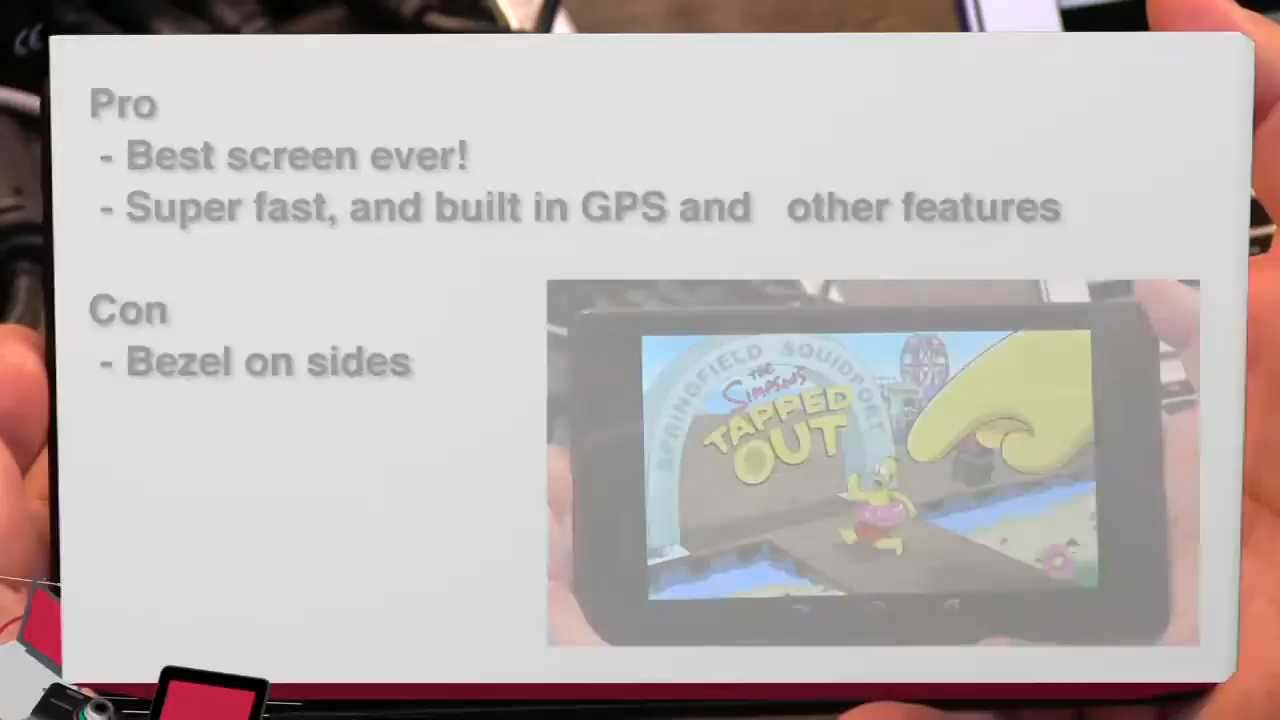 Pro
- Best screen ever!
- Super fast, and built in GPS and other features
Con
- Bezel on sides
SPRINGFIELD SQUIDPORT
THE
SIMPSONS
TAPPED
OUT